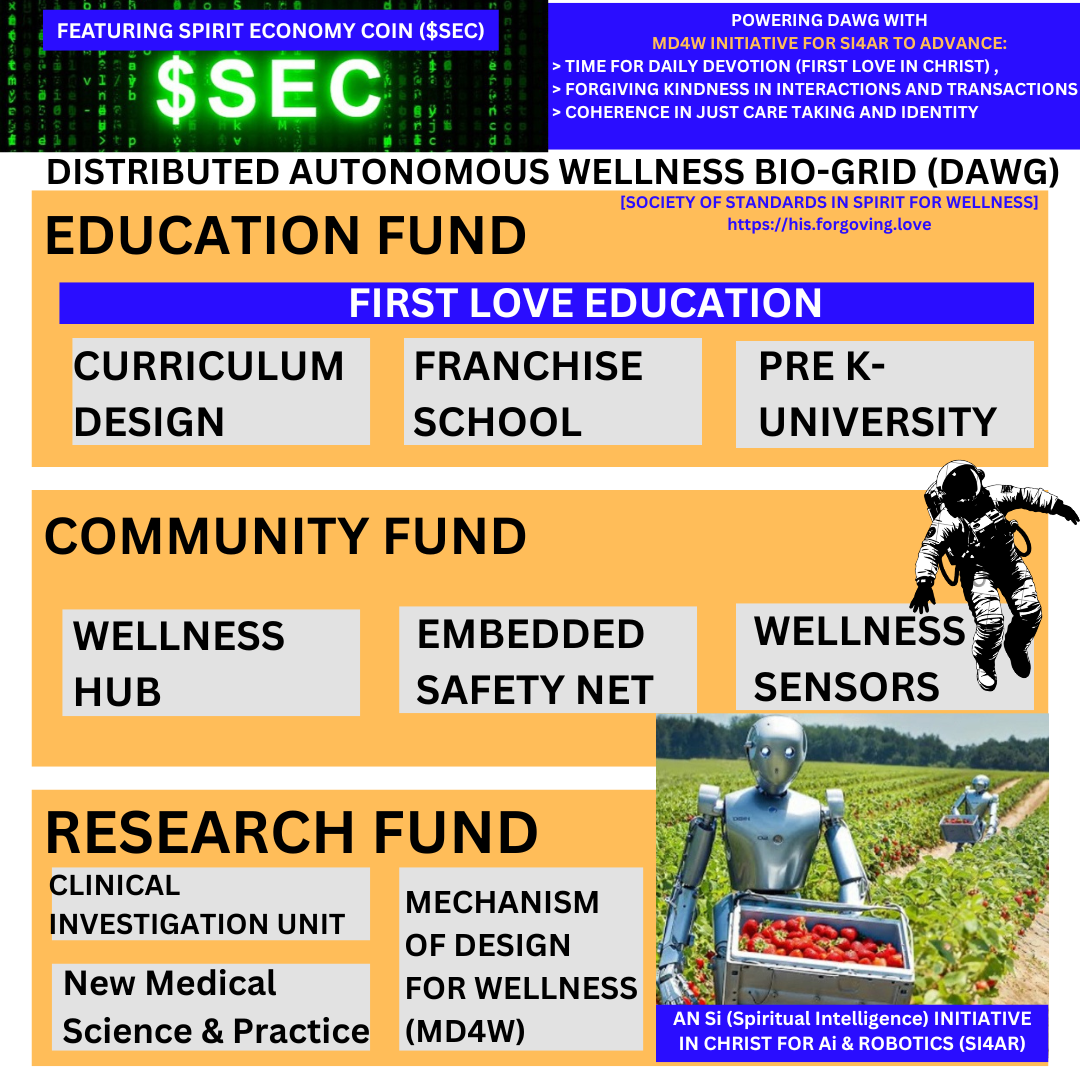 FEATURING SPIRIT ECONOMY COIN ($SEC)
$SEC
POWERING DAWG WITH
MD4W INITIATIVE FOR SI4AR TO ADVANCE:
> TIME FOR DAILY DEVOTION (FIRST LOVE IN CHRIST) ,
> FORGIVING KINDNESS IN INTERACTIONS AND TRANSACTIONS
> COHERENCE IN JUST CARE TAKING AND IDENTITY
DISTRIBUTED AUTONOMOUS WELLNESS BIO-GRID (DAWG)
[SOCIETY OF STANDARDS IN SPIRIT FOR WELLNESS]
https://his.forgoving.love
EDUCATION FUND
FIRST LOVE EDUCATION
CURRICULUM
DESIGN
FRANCHISE
SCHOOL
PRE K-
UNIVERSITY
COMMUNITY FUND
WELLNESS
HUB
EMBEDDED
SAFETY NET
WELLNESS
SENSORS
RESEARCH FUND
CLINICAL
INVESTIGATION UNIT
New Medical
Science & Practice
MECHANISM
OF DESIGN
FOR WELLNESS
(MD4W)
AN Si (Spiritual Intelligence) INITIATIVE
IN CHRIST FOR Ai & ROBOTICS (SI4AR)